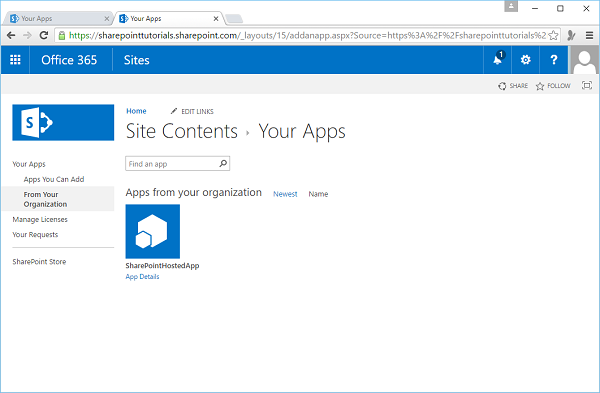 Your Apps
Your Apps
https://sharepointtutorials.sharepoint.com/_layouts/15/addanapp.aspx?Source=https%3A%2F%2Fsharepointtutorials%2
Office 365
Sites
1
?
SHARE
FOLLOW
S
Home
EDIT LINKS
Site Contents › Your Apps
Find an app
Your Apps
Apps You Can Add
From Your
Organization
Manage Licenses
Your Requests
SharePoint Store
Apps from your organization
Newest
Name
SharePointHostedApp
App Details